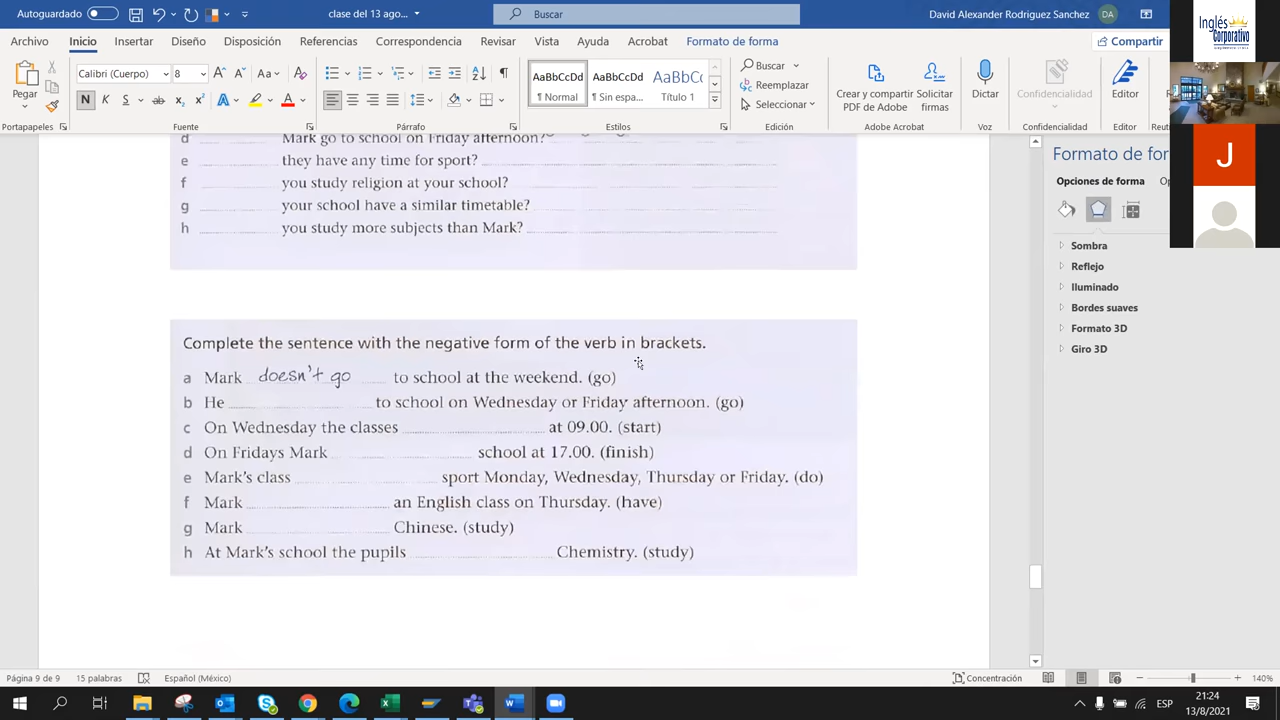 Autoguardado
clase del 13 ago...
Buscar
David Alexander Rodriguez Sanchez
DA
Archivo
Inicio
Insertar
Diseño
Disposición
Referencias
Correspondencia
Revisar
Vista
Ayuda
Acrobat
Formato de forma
Compartir
Inglés
Corporativo
Pegar
Calibri (Cuerpo)
8
AaBbCcDd
AaBbCcDd
AaBbC
¶ Normal
¶ Sin espa...
Título 1
Buscar
Reemplazar
Seleccionar
Crear y compartir
PDF de Adobe
Solicitar
firmas
Dictar
Confidencialidad
Editor
Portapapeles
Fuente
Párrafo
Estilos
Edición
Adobe Acrobat
Voz
Confidencialidad
Editor
Reuti
d Mark go to school on Friday afternoon?
e they have any time for sport?
f you study religion at your school?
g your school have a similar timetable?
h you study more subjects than Mark?
Complete the sentence with the negative form of the verb in brackets.
a Mark doesn't go to school at the weekend. (go)
b He to school on Wednesday or Friday afternoon. (go)
c On Wednesday the classes at 09.00. (start)
d On Fridays Mark school at 17.00. (finish)
e Mark's class sport Monday, Wednesday, Thursday or Friday. (do)
f Mark an English class on Thursday. (have)
g Mark Chinese. (study)
h At Mark's school the pupils Chemistry. (study)
Formato de for
Opciones de forma
Op
Sombra
Reflejo
Iluminado
Bordes suaves
Formato 3D
Giro 3D
J
Página 9 de 9
15 palabras
Español (México)
Concentración
140%
ESP
21:24
13/8/2021